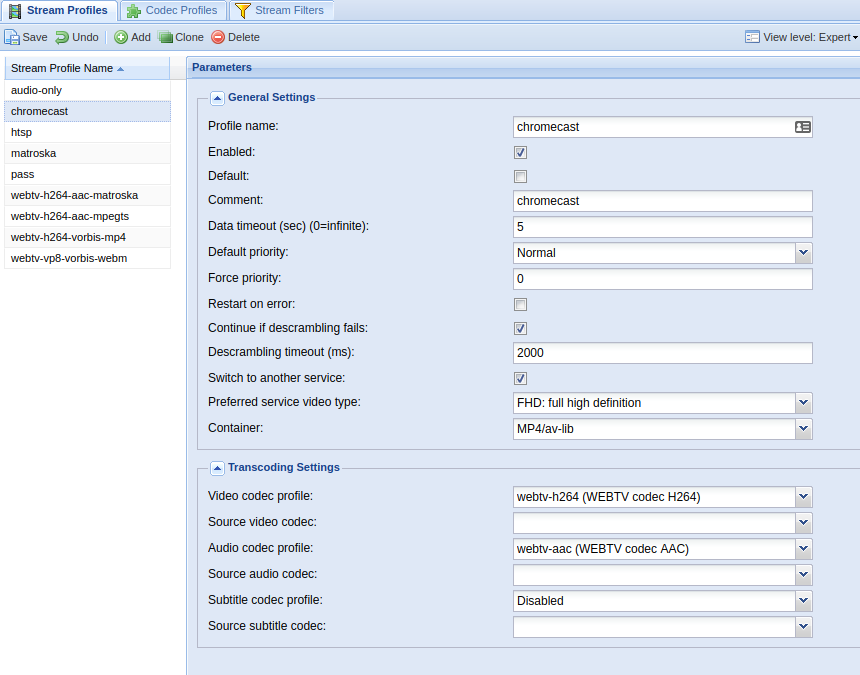 Stream Profiles Codec Profiles Stream Filters
Save Undo Add Clone Delete View level: Expert
Stream Profile Name
audio-only
chromecast
htsp
matroska
pass
webtv-h264-aac-matroska
webtv-h264-aac-mpegts
webtv-h264-vorbis-mp4
webtv-vp8-vorbis-webm
Parameters
General Settings
Profile name: chromecast
Enabled:
Default:
Comment: chromecast
Data timeout (sec) (0=infinite): 5
Default priority: Normal
Force priority: 0
Restart on error:
Continue if descrambling fails:
Descrambling timeout (ms): 2000
Switch to another service:
Preferred service video type: FHD: full high definition
Container: MP4/av-lib
Transcoding Settings
Video codec profile: webtv-h264 (WEBTV codec H264)
Source video codec:
Audio codec profile: webtv-aac (WEBTV codec AAC)
Source audio codec:
Subtitle codec profile: Disabled
Source subtitle codec: